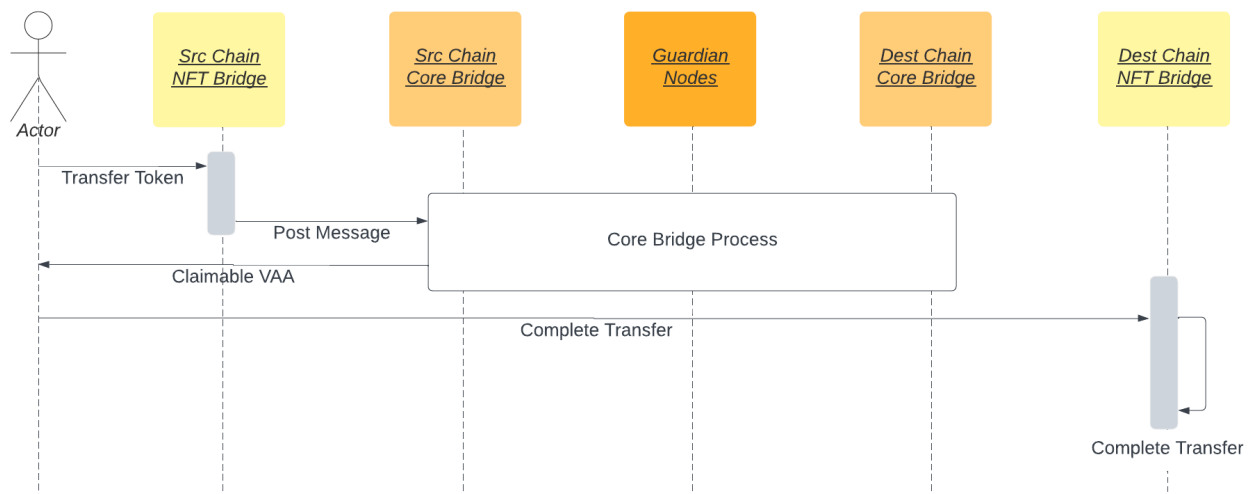 Src Chain
NFT Bridge
Src Chain
Core Bridge
Guardian
Nodes
Dest Chain
Core Bridge
Dest Chain
NFT Bridge
Actor
Transfer Token
Post Message
Core Bridge Process
Claimable VAA
Complete Transfer
Complete Transfer